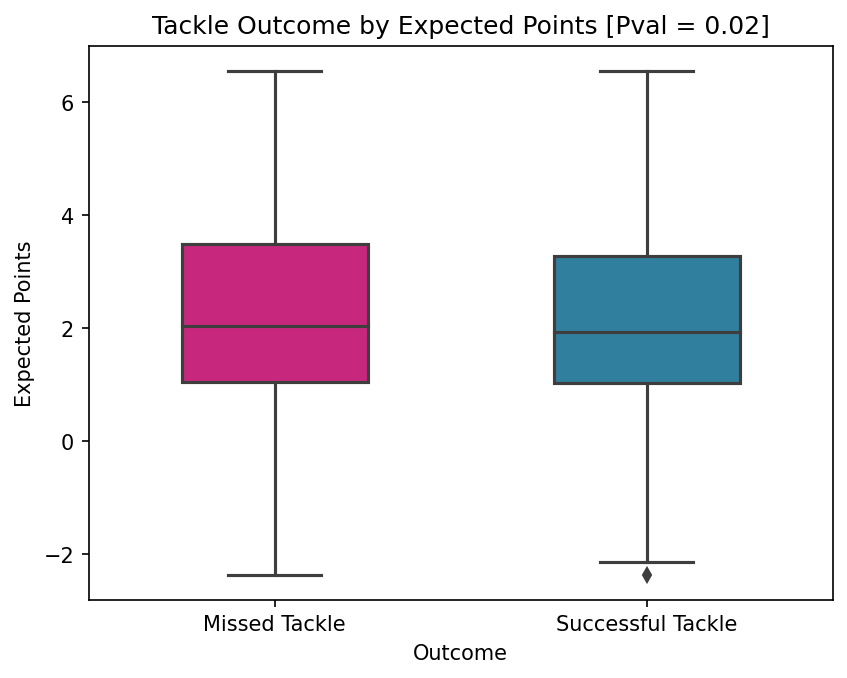 Tackle Outcome by Expected Points [Pval = 0.02]
Expected Points
6
4
2
0
−2
Missed Tackle
Successful Tackle
Outcome